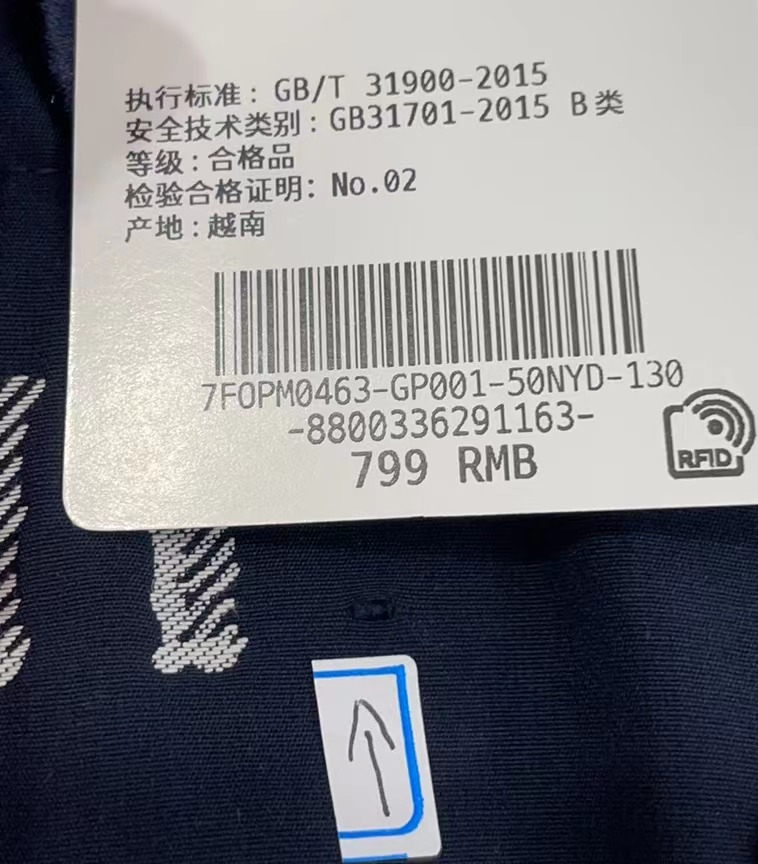 执行标准：GB/T 31900-2015
安全技术类别：GB31701-2015 B类
等级：合格品
检验合格证明：No.02
产地：越南
7FOPM0463-GP001-50NYD-130
-8800336291163-
799 RMB
RFID